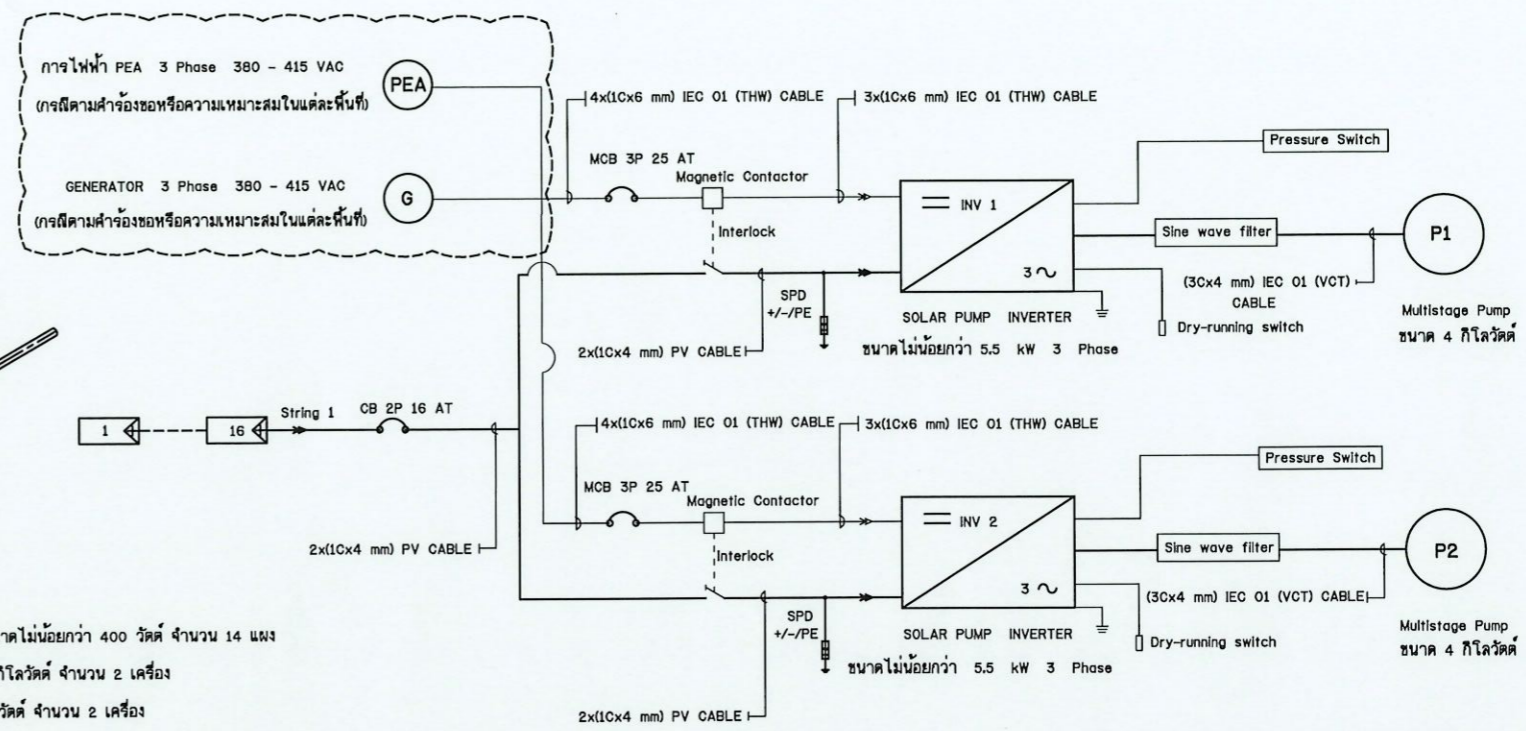 การไฟฟ้า PEA 3 Phase 380 - 415 VAC
(กรณีตามคำร้องขอหรือความเหมาะสมในแต่ละพื้นที่)
PEA
GENERATOR 3 Phase 380 - 415 VAC
(กรณีตามคำร้องขอหรือความเหมาะสมในแต่ละพื้นที่)
G
4x(1Cx6 mm) IEC 01 (THW) CABLE
3x(1Cx6 mm) IEC 01 (THW) CABLE
MCB 3P 25 AT
Magnetic Contactor
Interlock
INV 1
3
Pressure Switch
Sine wave filter
P1
(3Cx4 mm) IEC 01 (VCT)
CABLE
Dry-running switch
Multistage Pump
ขนาด 4 กิโลวัตต์
SPD
+/-/PE
SOLAR PUMP INVERTER
ขนาดไม่น้อยกว่า 5.5 kW 3 Phase
2x(1Cx4 mm) PV CABLE
1
16
String 1
CB 2P 16 AT
2x(1Cx4 mm) PV CABLE
4x(1Cx6 mm) IEC 01 (THW) CABLE
3x(1Cx6 mm) IEC 01 (THW) CABLE
MCB 3P 25 AT
Magnetic Contactor
Interlock
INV 2
3
Pressure Switch
Sine wave filter
P2
(3Cx4 mm) IEC 01 (VCT) CABLE
Dry-running switch
Multistage Pump
ขนาด 4 กิโลวัตต์
SPD
+/-/PE
SOLAR PUMP INVERTER
ขนาดไม่น้อยกว่า 5.5 kW 3 Phase
2x(1Cx4 mm) PV CABLE
าดไม่น้อยกว่า 400 วัตต์ จำนวน 14 แผง
กิโลวัตต์ จำนวน 2 เครื่อง
วัตต์ จำนวน 2 เครื่อง